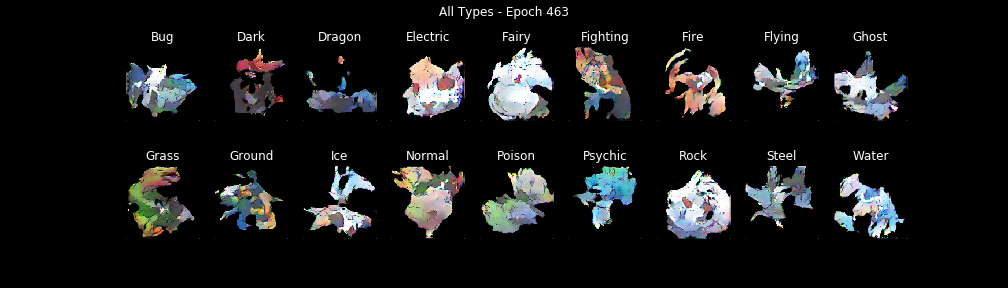 All Types - Epoch 463
Bug Dark Dragon Electric Fairy Fighting Fire Flying Ghost
Grass Ground Ice Normal Poison Psychic Rock Steel Water